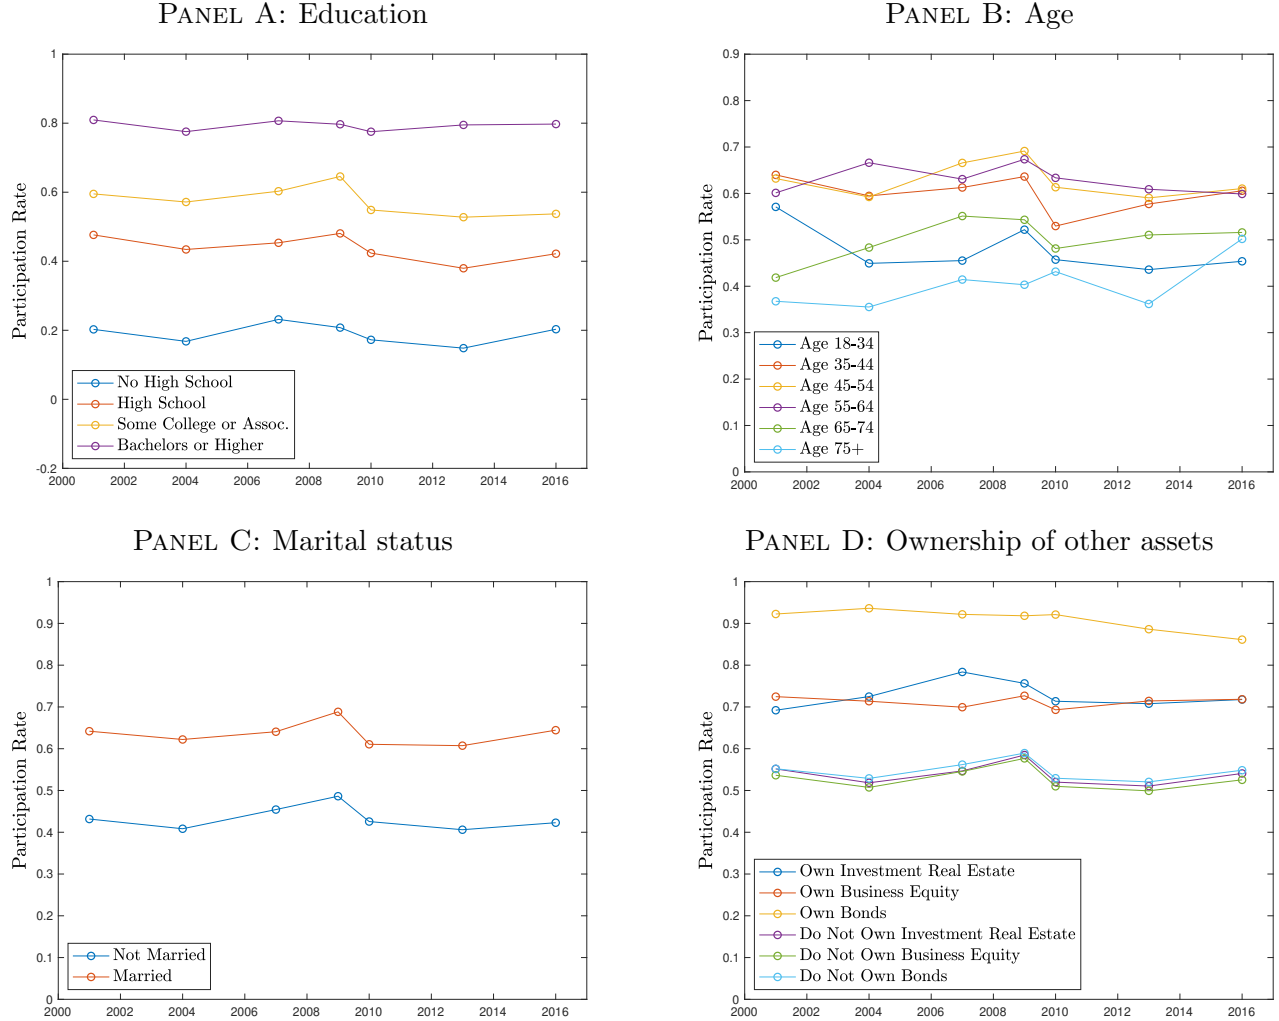 PANEL A: Education
1
0.8
0.6
0.4
0.2
0
-0.2
Participation Rate
No High School
High School
Some College or Assoc.
Bachelors or Higher
2000 2002 2004 2006 2008 2010 2012 2014 2016
PANEL B: Age
0.9
0.8
0.7
0.6
0.5
0.4
0.3
0.2
0.1
0
Participation Rate
Age 18-34
Age 35-44
Age 45-54
Age 55-64
Age 65-74
Age 75+
2000 2002 2004 2006 2008 2010 2012 2014 2016
PANEL C: Marital status
1
0.9
0.8
0.7
0.6
0.5
0.4
0.3
0.2
0.1
0
Participation Rate
Not Married
Married
2000 2002 2004 2006 2008 2010 2012 2014 2016
PANEL D: Ownership of other assets
1
0.9
0.8
0.7
0.6
0.5
0.4
0.3
0.2
0.1
0
Participation Rate
Own Investment Real Estate
Own Business Equity
Own Bonds
Do Not Own Investment Real Estate
Do Not Own Business Equity
Do Not Own Bonds
2000 2002 2004 2006 2008 2010 2012 2014 2016